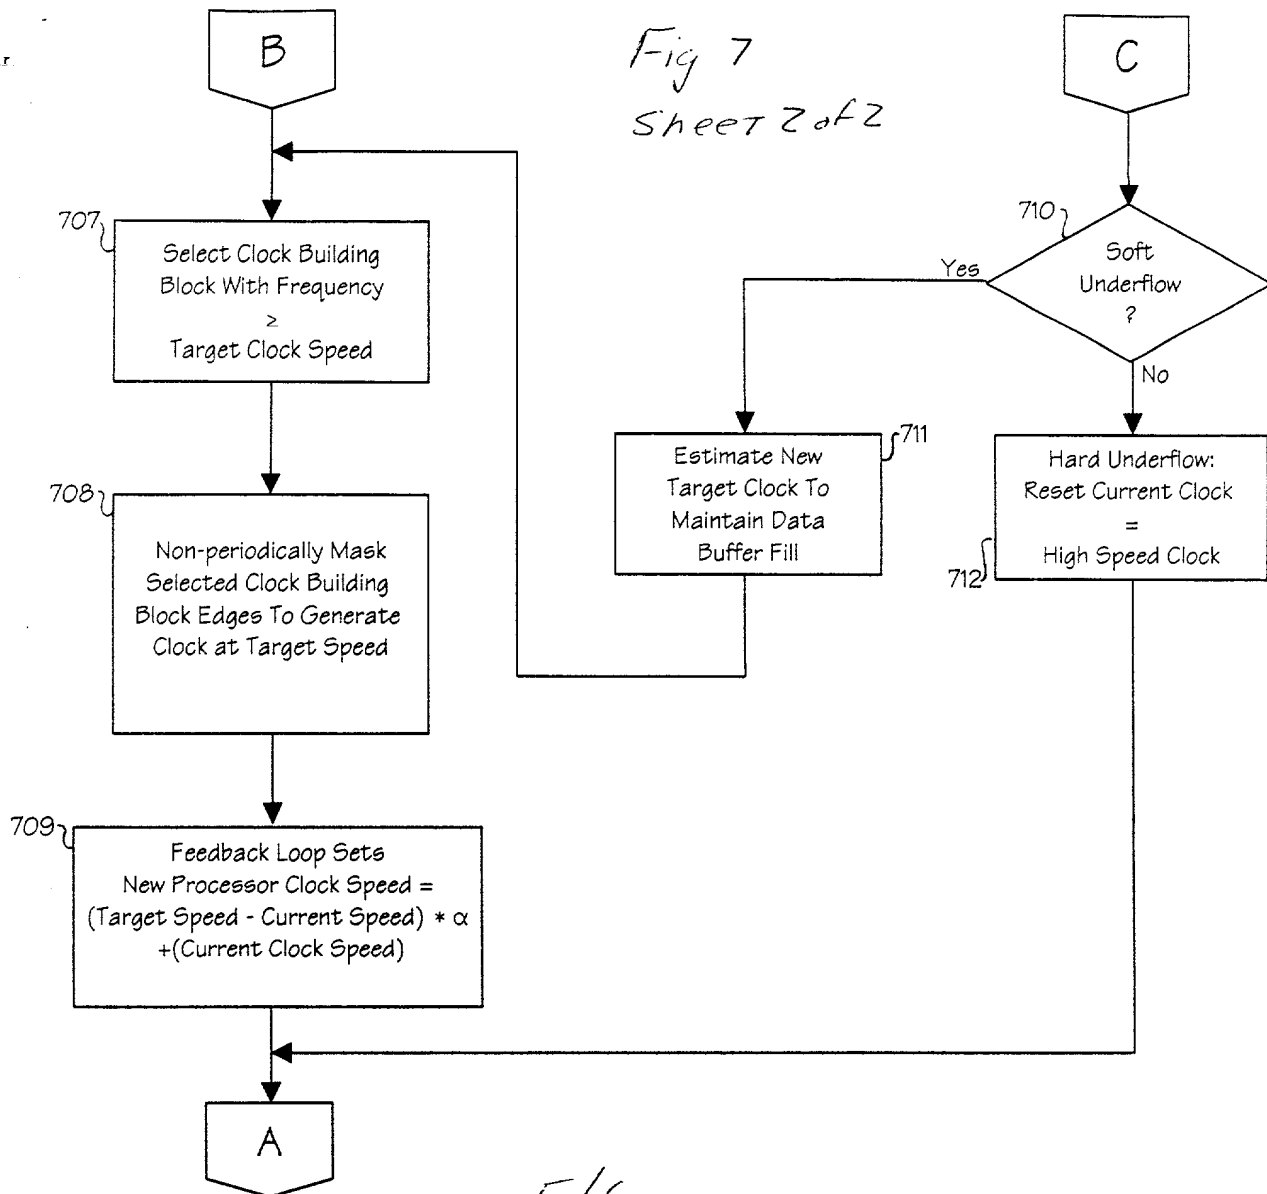 B
Fig 7
Sheet 2 of 2
C
707
Select Clock Building
Block With Frequency
≥
Target Clock Speed
710
Soft
Underflow
?
Yes
No
708
Non-periodically Mask
Selected Clock Building
Block Edges To Generate
Clock at Target Speed
711
Estimate New
Target Clock To
Maintain Data
Buffer Fill
Hard Underflow:
Reset Current Clock
=
High Speed Clock
712
709
Feedback Loop Sets
New Processor Clock Speed =
(Target Speed - Current Speed) * α
+(Current Clock Speed)
A